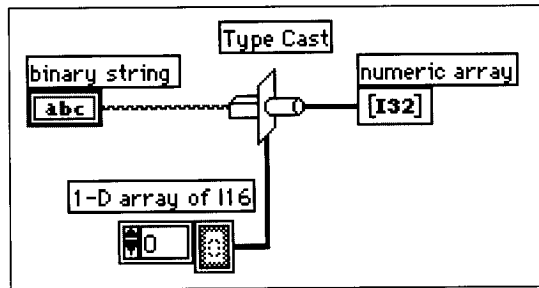 Type Cast
binary string
numeric array
abc
[I32]
1-D array of I16
0